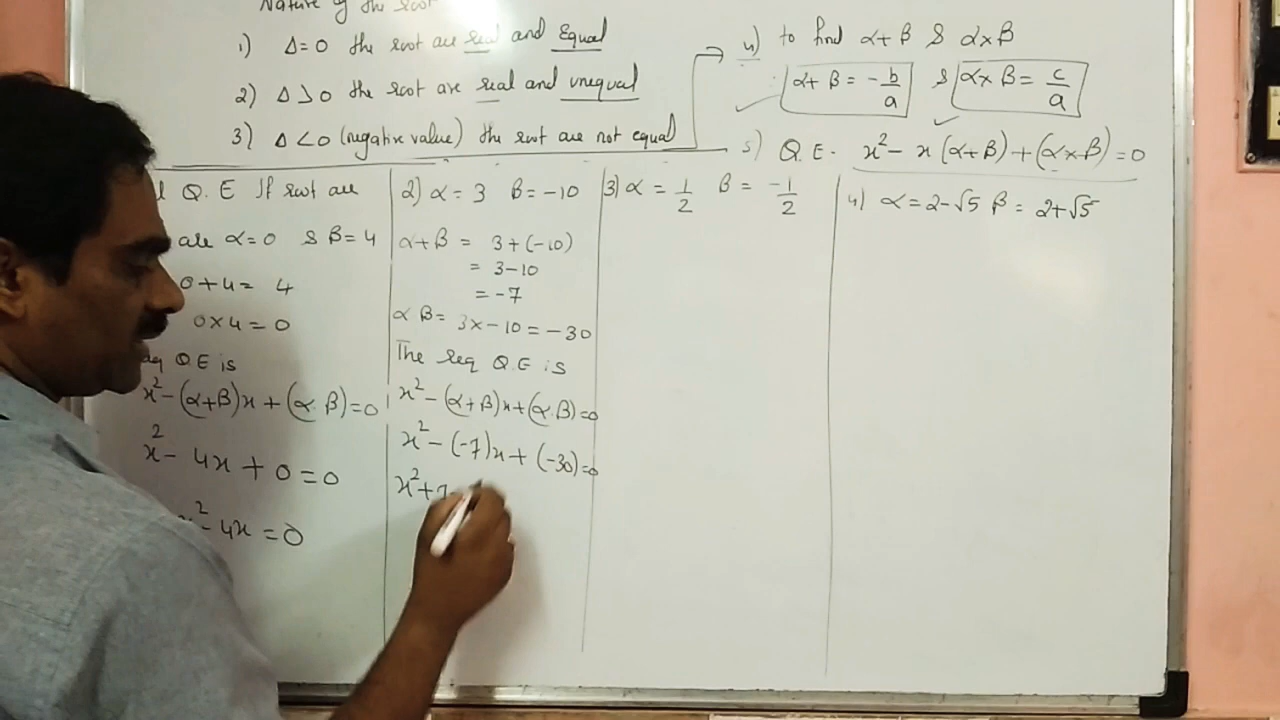 Nature of the root
1) Δ=0 the root are real and Equal
2) Δ>0 the root are real and unequal
3) Δ<0 (negative value) the root are not equal
4) to find α+β & α×β
α+β = -b/a & α×β = c/a
5) Q.E. x²- x(α+β)+(α×β)=0
Q.E If root are
are α=0 & β=4
0+4= 4
0×4=0
Q.E is
x²-(α+β)x+(α.β)=0
x²- 4x+0=0
x²-4x=0
2) α=3 β=-10
α+β = 3+(-10)
= 3-10
=-7
αβ= 3×-10=-30
The req Q.E is
x²-(α+β)x+(α.β)=0
x²-(-7)x+(-30)=0
x²+7
3) α=1/2 β= -1/2
4) α=2-√5 β= 2+√5